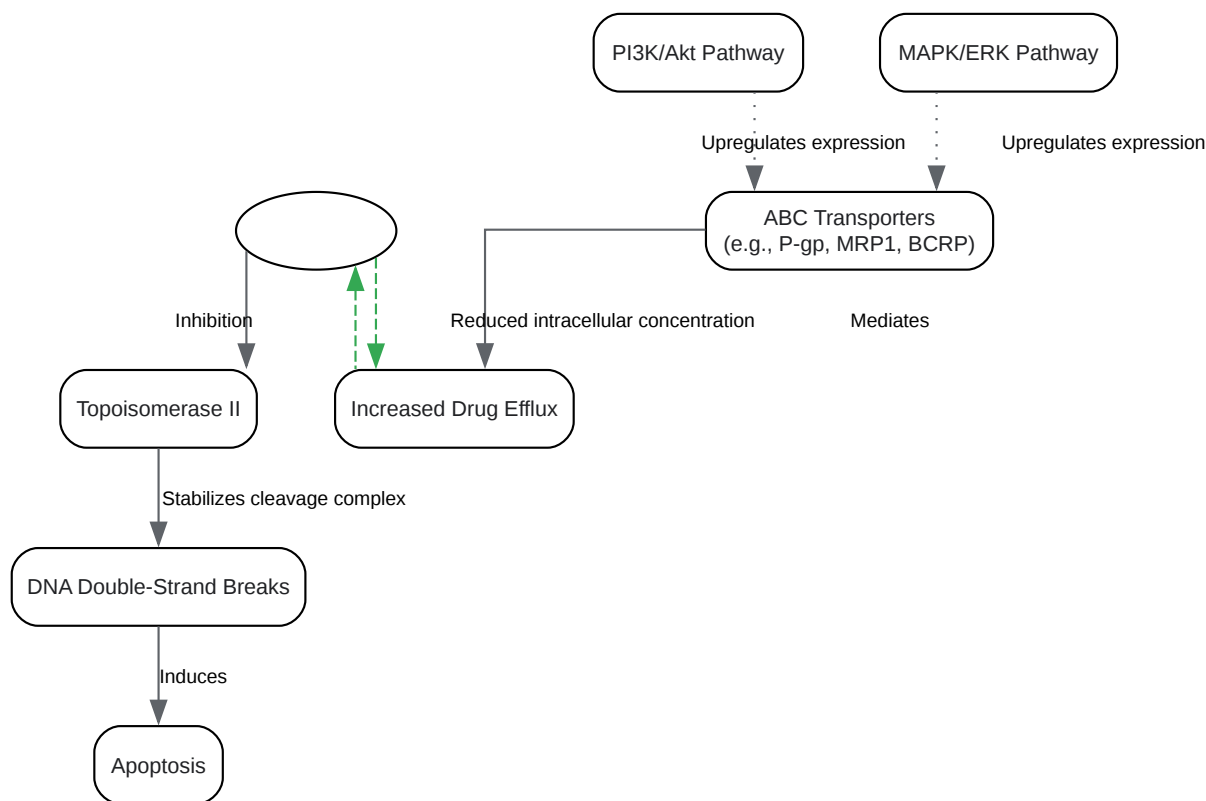 PI3K/Akt Pathway
MAPK/ERK Pathway
Upregulates expression
Upregulates expression
ABC Transporters
(e.g., P-gp, MRP1, BCRP)
Inhibition
Reduced intracellular concentration
Mediates
Topoisomerase II
Increased Drug Efflux
Stabilizes cleavage complex
DNA Double-Strand Breaks
Induces
Apoptosis